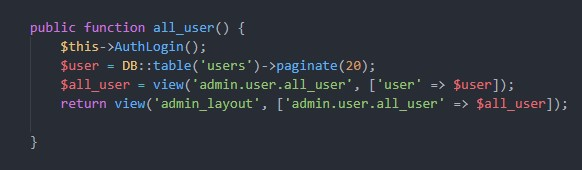 public function all_user() {
$this->AuthLogin();
$user = DB::table('users')->paginate(20);
$all_user = view('admin.user.all_user', ['user' => $user]);
return view('admin_layout', ['admin.user.all_user' => $all_user]);
}